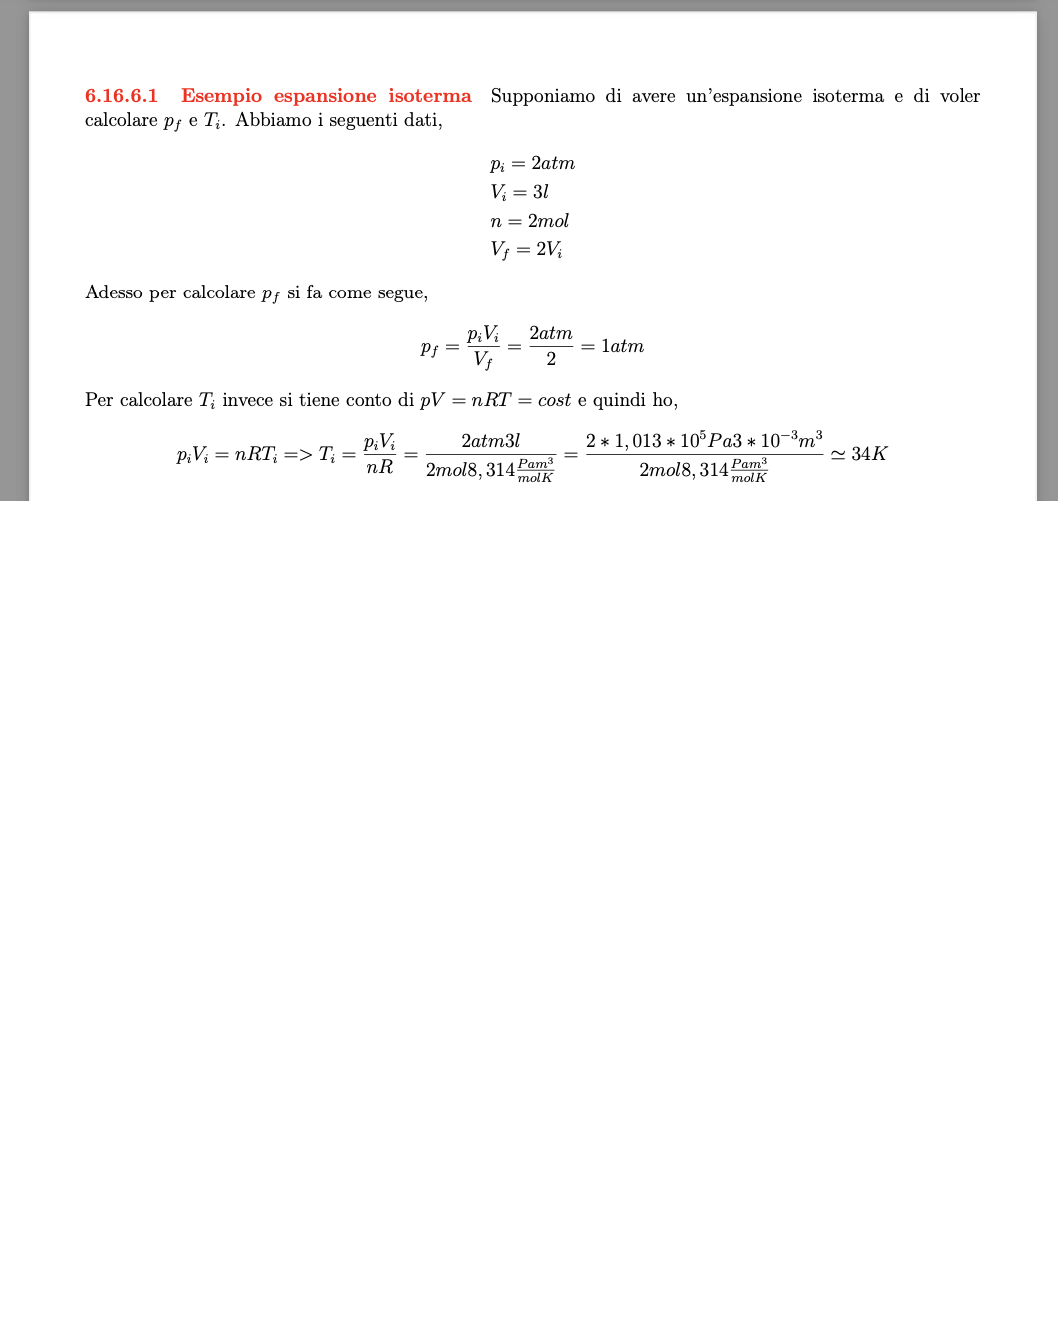 6.16.6.1 Esempio espansione isoterma Supponiamo di avere un'espansione isoterma e di voler
calcolare p_f e T_i. Abbiamo i seguenti dati,
p_i = 2atm
V_i = 3l
n = 2mol
V_f = 2V_i
Adesso per calcolare p_f si fa come segue,
p_f = \frac{p_i V_i}{V_f} = \frac{2atm}{2} = 1atm
Per calcolare T_i invece si tiene conto di pV = nRT = cost e quindi ho,
p_i V_i = nRT_i => T_i = \frac{p_i V_i}{nR} = \frac{2atm3l}{2mol8,314\frac{Pam^3}{molK}} = \frac{2*1,013*10^5Pa3*10^{-3}m^3}{2mol8,314\frac{Pam^3}{molK}} ≃ 34K